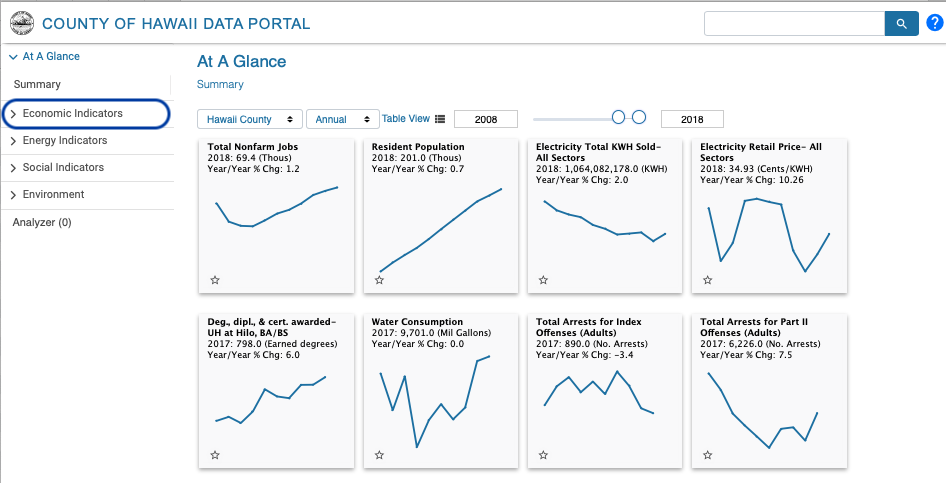 COUNTY OF HAWAII DATA PORTAL
?
At A Glance
Summary
Economic Indicators
Energy Indicators
Social Indicators
Environment
Analyzer (0)
At A Glance
Summary
Hawaii County
Annual
Table View
2008
2018
Total Nonfarm Jobs
2018: 69.4 (Thous)
Year/Year % Chg: 1.2
Resident Population
2018: 201.0 (Thous)
Year/Year % Chg: 0.7
Electricity Total KWH Sold-
All Sectors
2018: 1,064,082,178.0 (KWH)
Year/Year % Chg: 2.0
Electricity Retail Price- All
Sectors
2018: 34.93 (Cents/KWH)
Year/Year % Chg: 10.26
Deg., dipl., & cert. awarded-
UH at Hilo, BA/BS
2017: 798.0 (Earned degrees)
Year/Year % Chg: 6.0
Water Consumption
2017: 9,701.0 (Mil Gallons)
Year/Year % Chg: 0.0
Total Arrests for Index
Offenses (Adults)
2017: 890.0 (No. Arrests)
Year/Year % Chg: -3.4
Total Arrests for Part II
Offenses (Adults)
2017: 6,226.0 (No. Arrests)
Year/Year % Chg: 7.5